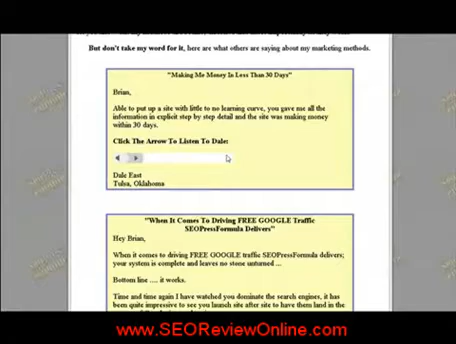 But don't take my word for it, here are what others are saying about my marketing methods.
"Making Me Money In Less Than 30 Days"
Brian,
Able to put up a site with little to no learning curve, you gave me all the
information in explicit step by step detail and the site was making money
within 30 days.
Click The Arrow To Listen To Dale:
Dale East
Tulsa, Oklahoma
"When It Comes To Driving FREE GOOGLE Traffic
SEOPressFormula Delivers"
Hey Brian,
When it comes to driving FREE GOOGLE traffic SEOPressFormula delivers;
your system is complete and leaves no stone unturned ...
Bottom line .... it works.
Time and time again I have watched you dominate the search engines, it has
been quite impressive to see you launch site after site to have them land in the
www.SEOReviewOnline.com